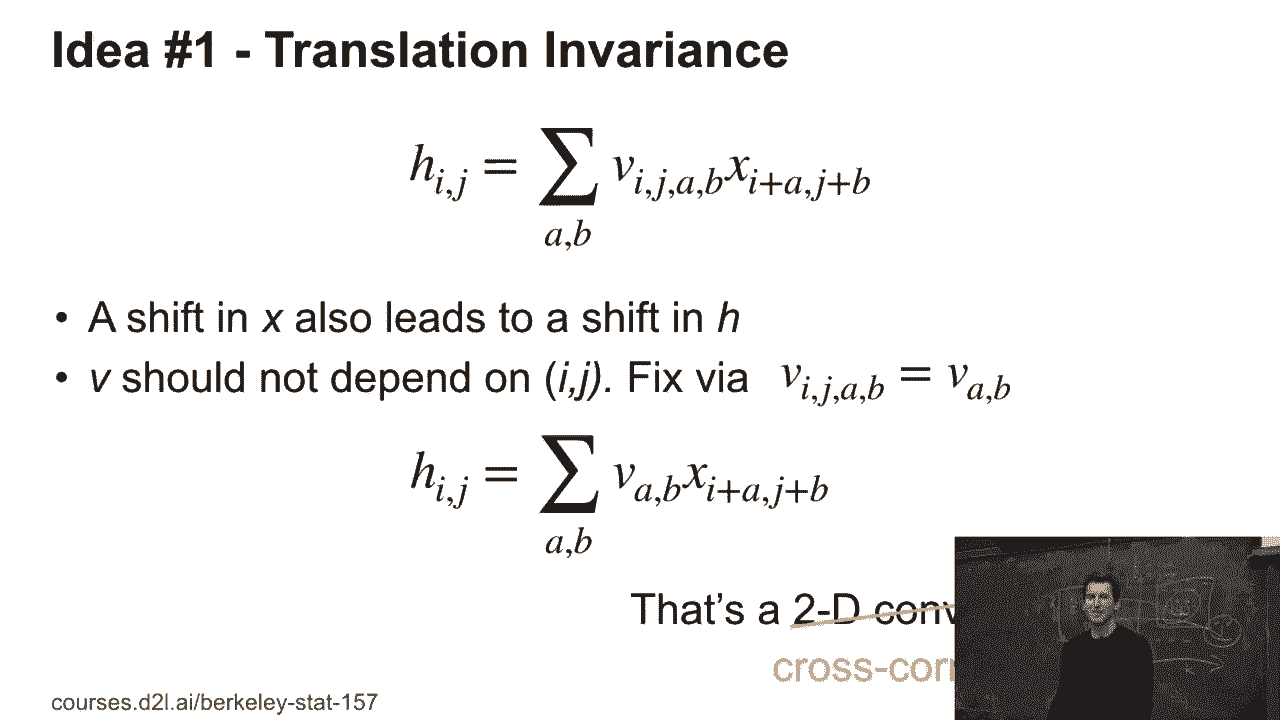 Idea #1 - Translation Invariance
h_{i,j} = \sum_{a,b} v_{i,j,a,b} x_{i+a,j+b}
• A shift in x also leads to a shift in h
• v should not depend on (i,j). Fix via v_{i,j,a,b} = v_{a,b}
h_{i,j} = \sum_{a,b} v_{a,b} x_{i+a,j+b}
That's a 2-D conv
cross-corr
courses.d2l.ai/berkeley-stat-157